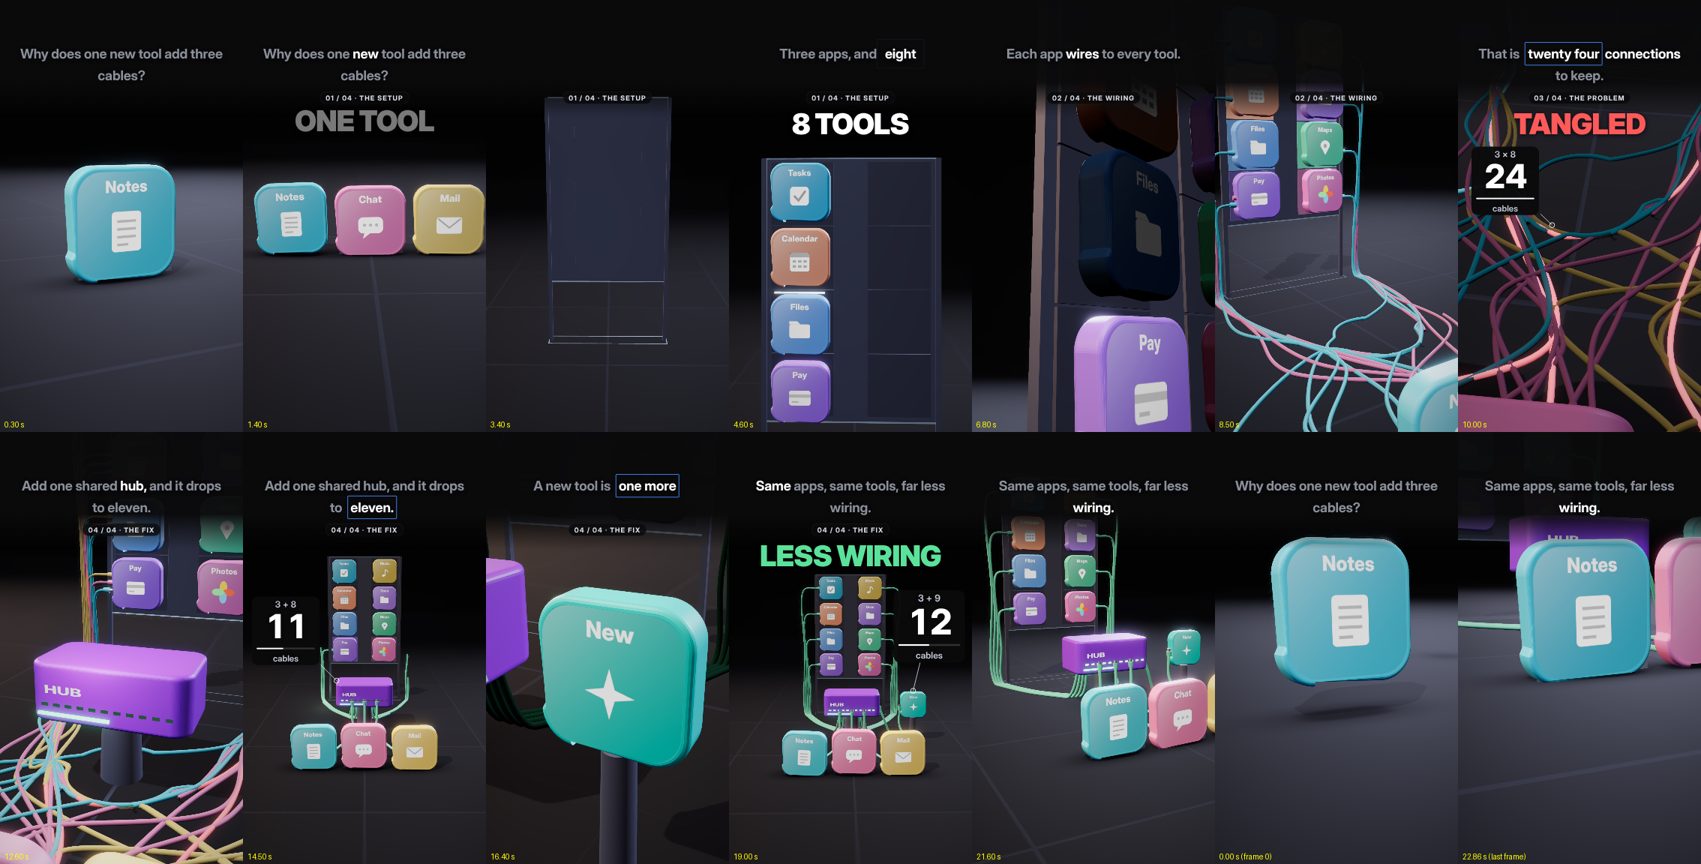 Why does one new tool add three
cables?
Notes
0.30 s
Why does one new tool add three
cables?
01 / 04 · THE SETUP
ONE TOOL
Notes
Chat
Mail
1.40 s
01 / 04 · THE SETUP
3.40 s
Three apps, and eight
01 / 04 · THE SETUP
8 TOOLS
Tasks
Calendar
Files
Pay
4.60 s
Each app wires to every tool.
02 / 04 · THE WIRING
Files
Pay
6.80 s
02 / 04 · THE WIRING
Files
Maps
Pay
Photos
8.50 s
That is twenty four connections
to keep.
03 / 04 · THE PROBLEM
TANGLED
3 × 8
24
cables
10.00 s
Add one shared hub, and it drops
to eleven.
04 / 04 · THE FIX
Pay
Photos
HUB
12.60 s
Add one shared hub, and it drops
to eleven.
04 / 04 · THE FIX
3 + 8
11
cables
HUB
Notes
Chat
Mail
14.50 s
A new tool is one more
04 / 04 · THE FIX
New
16.40 s
Same apps, same tools, far less
wiring.
04 / 04 · THE FIX
LESS WIRING
3 + 9
12
cables
HUB
Notes
Chat
Mail
19.00 s
Same apps, same tools, far less
wiring.
Files
Maps
Pay
Photos
HUB
New
Notes
Chat
21.60 s
Why does one new tool add three
cables?
Notes
0.00 s (frame 0)
Same apps, same tools, far less
wiring.
HUB
Notes
22.86 s (last frame)